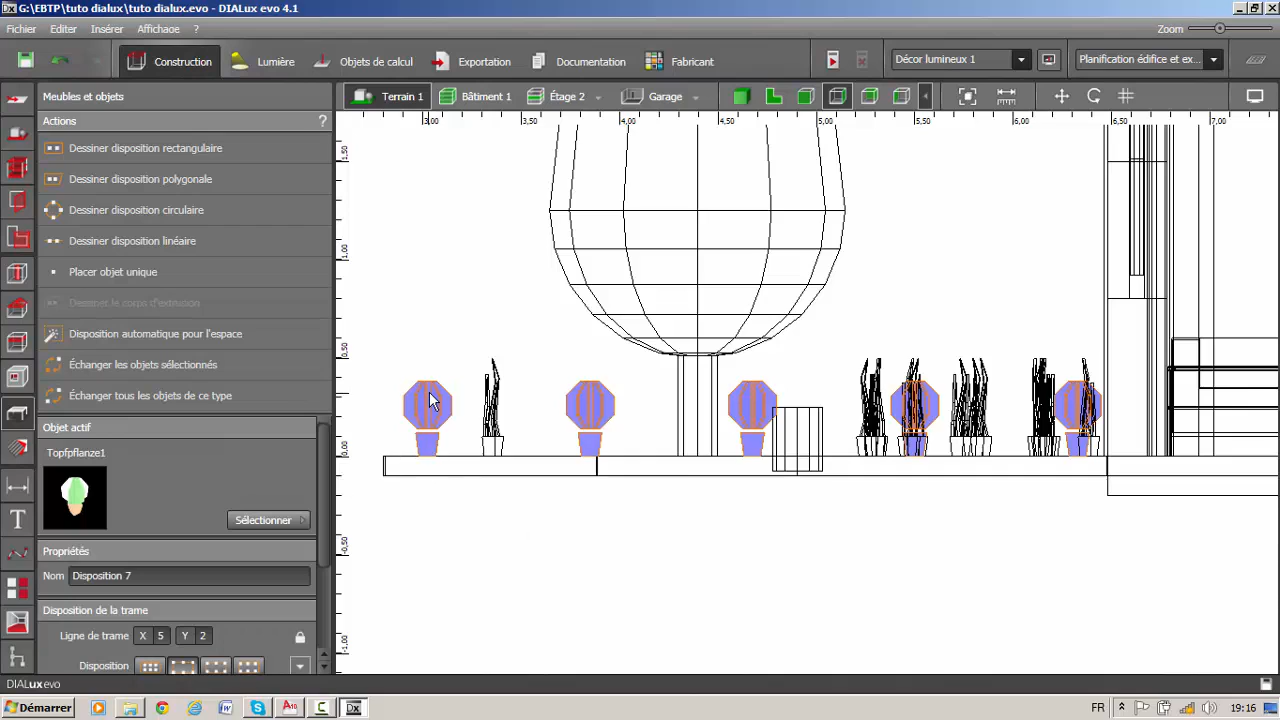 G:\EBTP\tuto dialux\tuto dialux.evo - DIALux evo 4.1
Fichier Editer Insérer Affichaae ? Zoom
Construction Lumière Objets de calcul Exportation Documentation Fabricant Décor lumineux 1 Planification édifice et ex...
Meubles et objets Terrain 1 Bâtiment 1 Étage 2 Garage
3,00 3,50 4,00 4,50 5,00 5,50 6,00 6,50 7,00
Actions ?
Dessiner disposition rectangulaire
Dessiner disposition polygonale
Dessiner disposition circulaire
Dessiner disposition linéaire
Placer objet unique
Dessiner le corps d'extrusion
Disposition automatique pour l'espace
Échanger les objets sélectionnés
Échanger tous les objets de ce type
1,50
1,00
0,50
0,00
-0,50
-1,00
Objet actif
Topfpflanze1
Sélectionner
Propriétés
Nom Disposition 7
Disposition de la trame
Ligne de trame X 5 Y 2
Disposition
DIALux evo
Démarrer FR 19:16